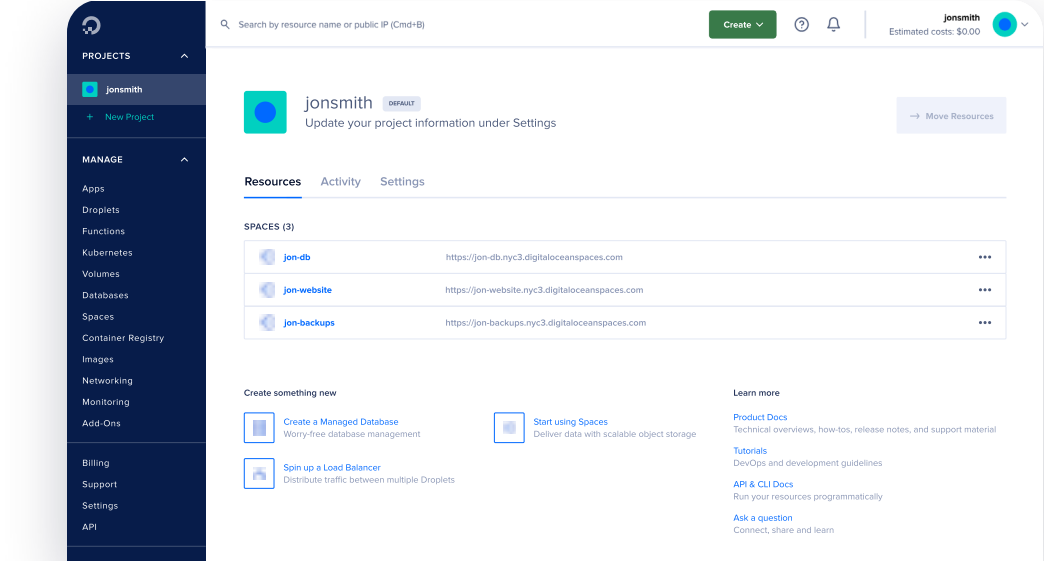 Search by resource name or public IP (Cmd+B)
Create
jonsmith
Estimated costs: $0.00
PROJECTS
jonsmith
+ New Project
MANAGE
Apps
Droplets
Functions
Kubernetes
Volumes
Databases
Spaces
Container Registry
Images
Networking
Monitoring
Add-Ons
Billing
Support
Settings
API
jonsmith DEFAULT
Update your project information under Settings
→ Move Resources
Resources Activity Settings
SPACES (3)
jon-db https://jon-db.nyc3.digitaloceanspaces.com
jon-website https://jon-website.nyc3.digitaloceanspaces.com
jon-backups https://jon-backups.nyc3.digitaloceanspaces.com
Create something new
Create a Managed Database
Worry-free database management
Start using Spaces
Deliver data with scalable object storage
Spin up a Load Balancer
Distribute traffic between multiple Droplets
Learn more
Product Docs
Technical overviews, how-tos, release notes, and support material
Tutorials
DevOps and development guidelines
API & CLI Docs
Run your resources programmatically
Ask a question
Connect, share and learn